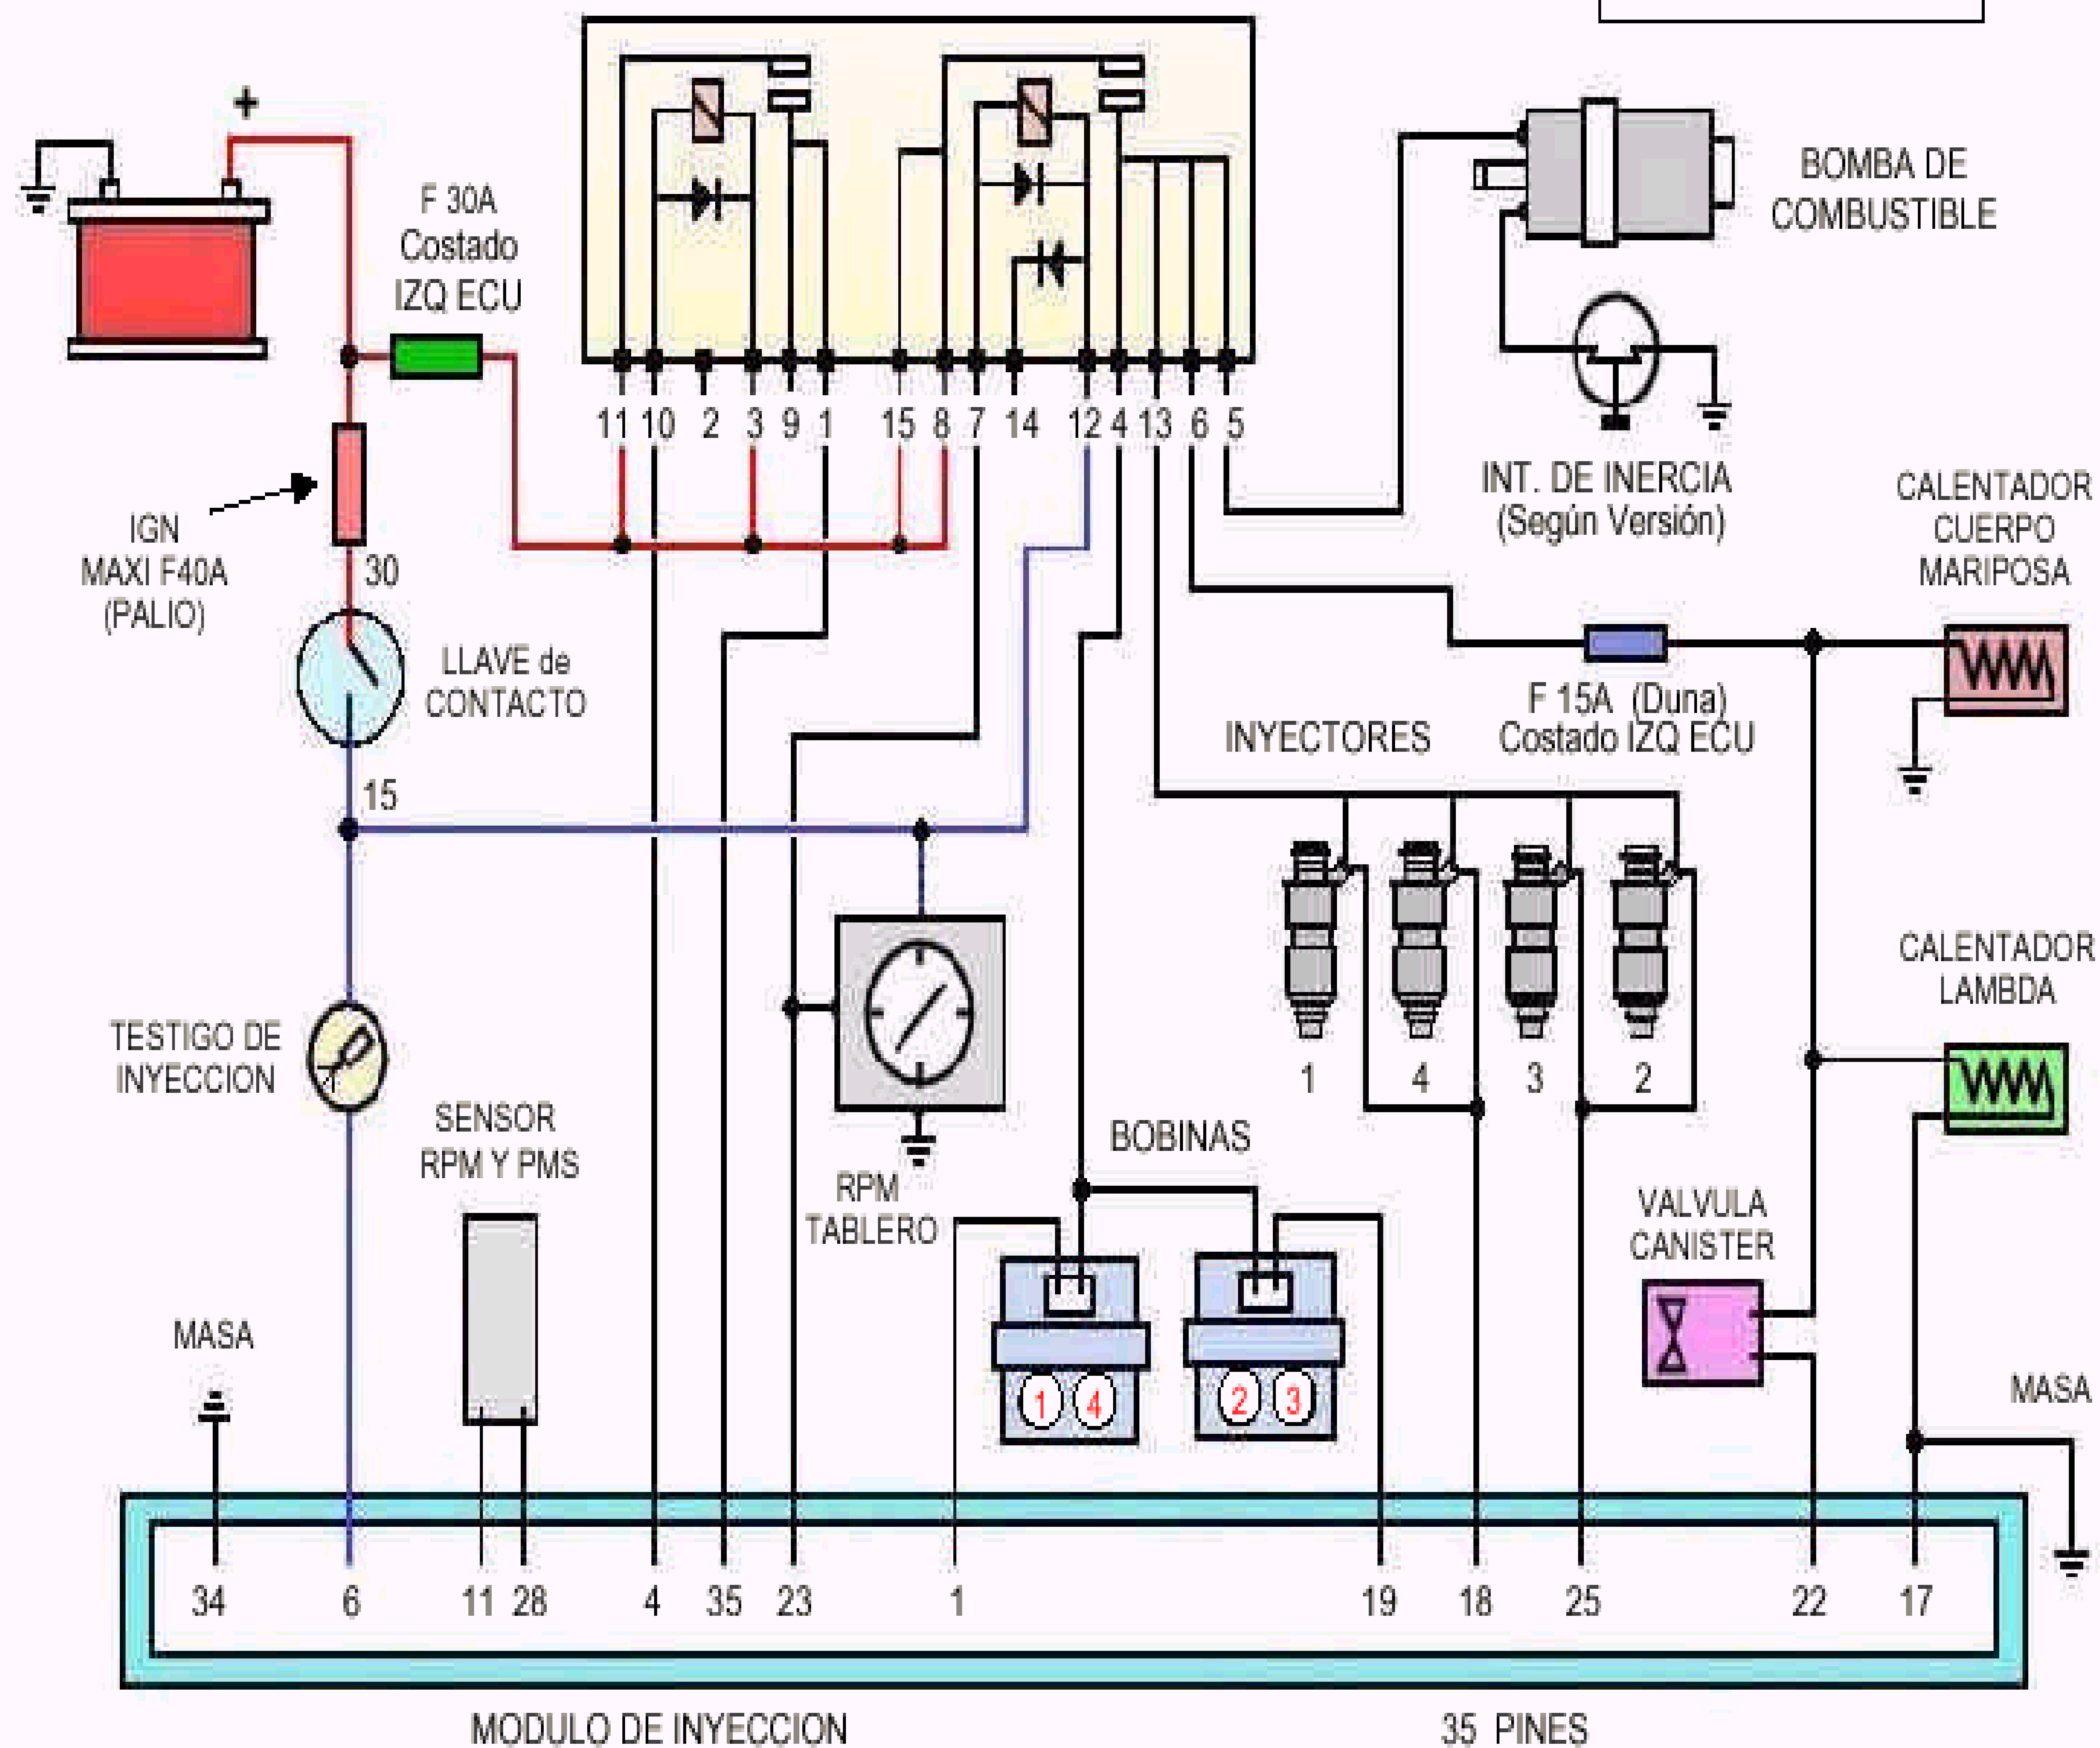 +
F 30A
Costado
IZQ ECU
BOMBA DE
COMBUSTIBLE
11 10 2 3 9 1 15 8 7 14 12 4 13 6 5
INT. DE INERCIA
(Según Versión)
CALENTADOR
CUERPO
MARIPOSA
IGN
MAXI F40A
(PALIO)
30
LLAVE de
CONTACTO
15
F 15A (Duna)
Costado IZQ ECU
INYECTORES
1 4 3 2
CALENTADOR
LAMBDA
TESTIGO DE
INYECCION
SENSOR
RPM Y PMS
RPM
TABLERO
BOBINAS
1 4 2 3
VALVULA
CANISTER
MASA
MASA
34 6 11 28 4 35 23 1 19 18 25 22 17
MODULO DE INYECCION
35 PINES